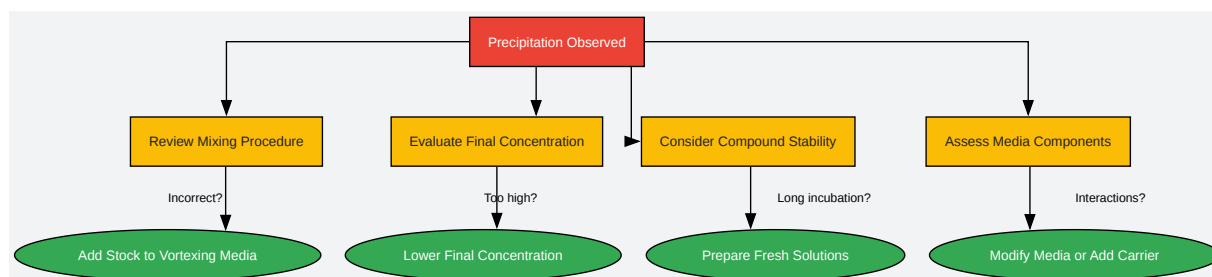 Precipitation Observed
Review Mixing Procedure
Evaluate Final Concentration
Consider Compound Stability
Assess Media Components
Incorrect?
Too high?
Long incubation?
Interactions?
Add Stock to Vortexing Media
Lower Final Concentration
Prepare Fresh Solutions
Modify Media or Add Carrier